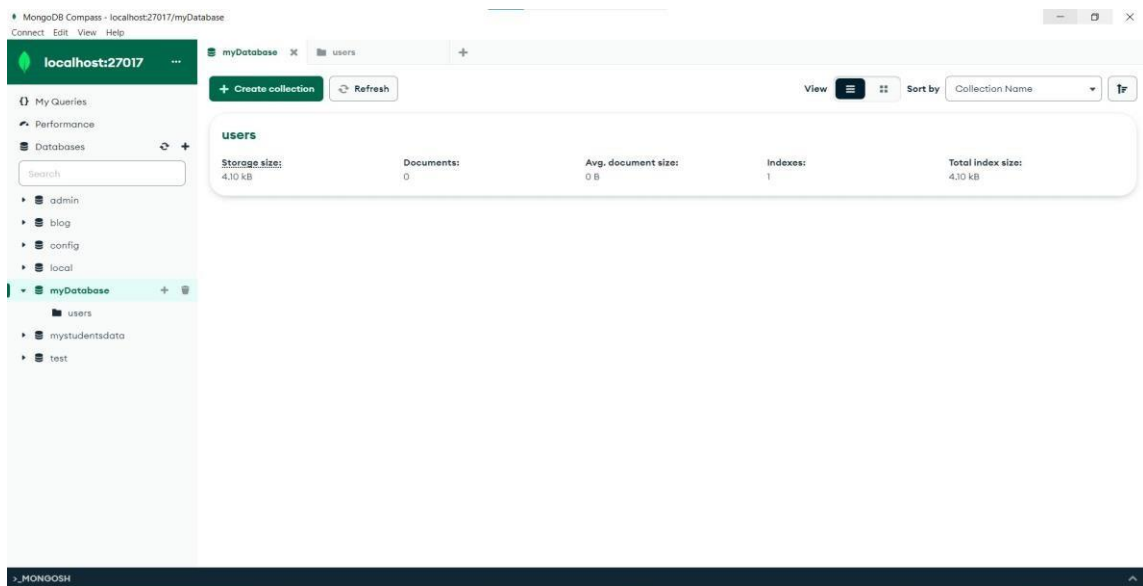 MongoDB Compass - localhost:27017/myDatabase
Connect Edit View Help
localhost:27017 ...
myDatabase users
+ Create collection Refresh View Sort by Collection Name
{} My Queries
Performance
Databases
Search
admin
blog
config
local
myDatabase
users
mystudentsdata
test
users
Storage size: Documents: Avg. document size: Indexes: Total index size:
4.10 kB 0 0 B 1 4.10 kB
>_MONGOSH